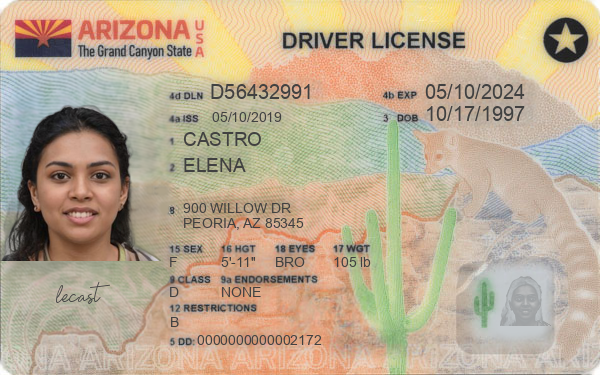 ARIZONA USA
The Grand Canyon State
DRIVER LICENSE
4d DLN D56432991
4b EXP 05/10/2024
4a ISS 05/10/2019
3 DOB 10/17/1997
1 CASTRO
2 ELENA
8 900 WILLOW DR
PEORIA, AZ 85345
15 SEX 16 HGT 18 EYES 17 WGT
F 5'-11" BRO 105 lb
9 CLASS 9a ENDORSEMENTS
D NONE
12 RESTRICTIONS
B
5 DD: 0000000000002172
lecast
ARIZONA ARIZONA ARIZONA ARIZONA